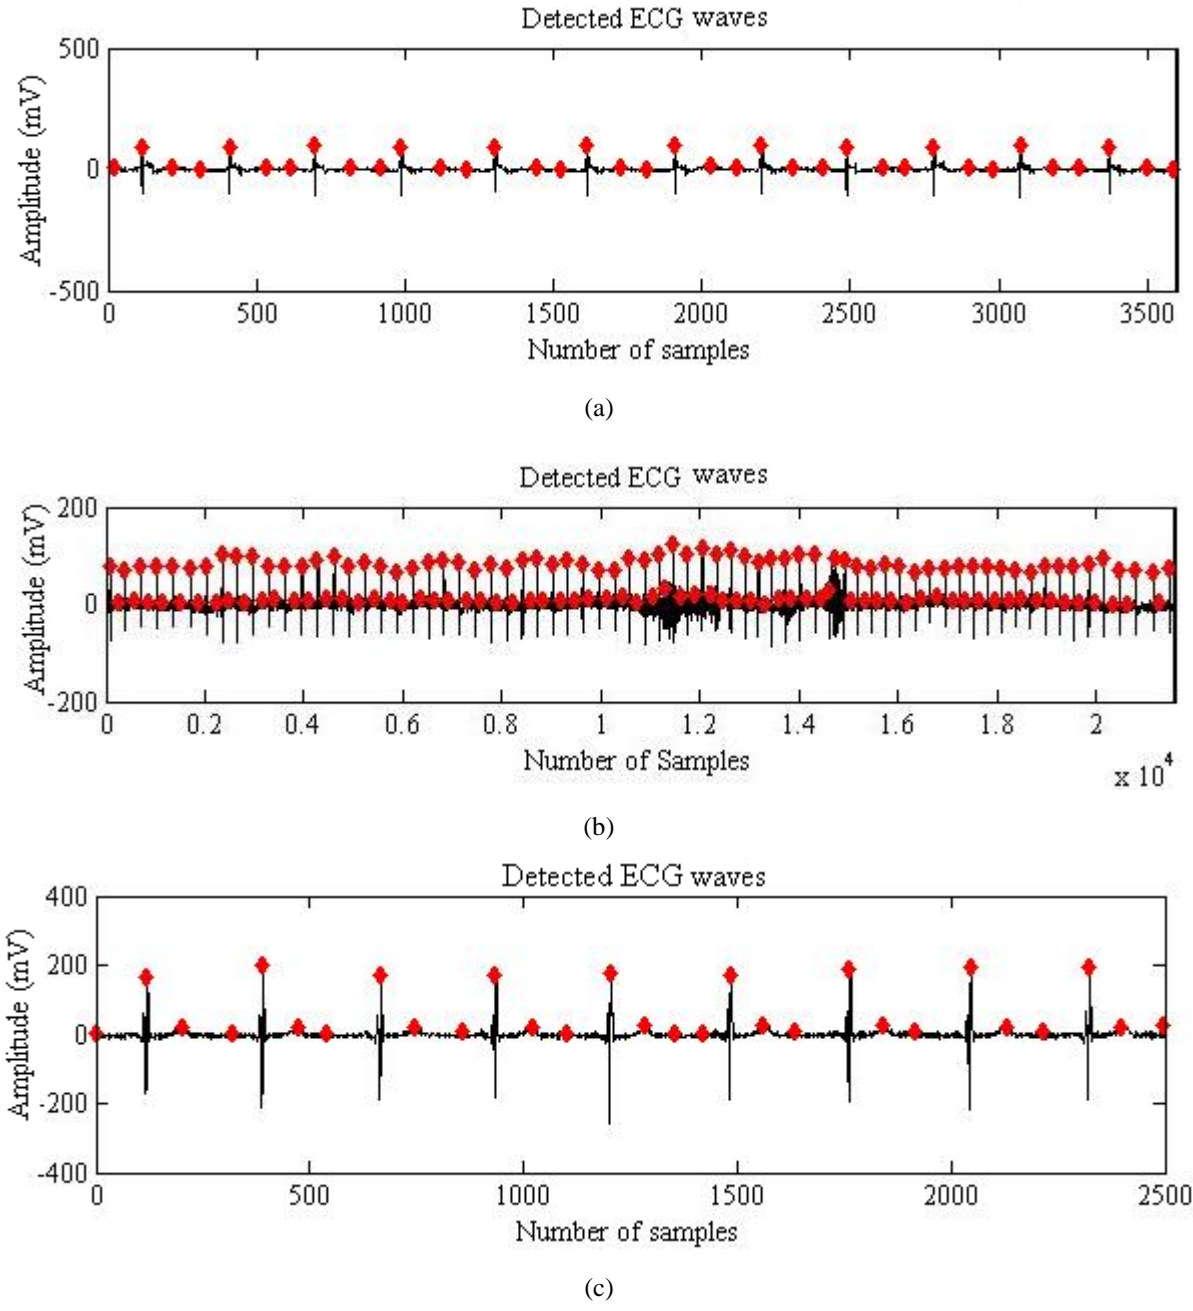 Detected ECG waves
500
0
-500
Amplitude (mV)
0 500 1000 1500 2000 2500 3000 3500
Number of samples
(a)
Detected ECG waves
200
0
-200
Amplitude (mV)
0 0.2 0.4 0.6 0.8 1 1.2 1.4 1.6 1.8 2
Number of Samples
x 10^4
(b)
Detected ECG waves
400
200
0
-200
-400
Amplitude (mV)
0 500 1000 1500 2000 2500
Number of samples
(c)